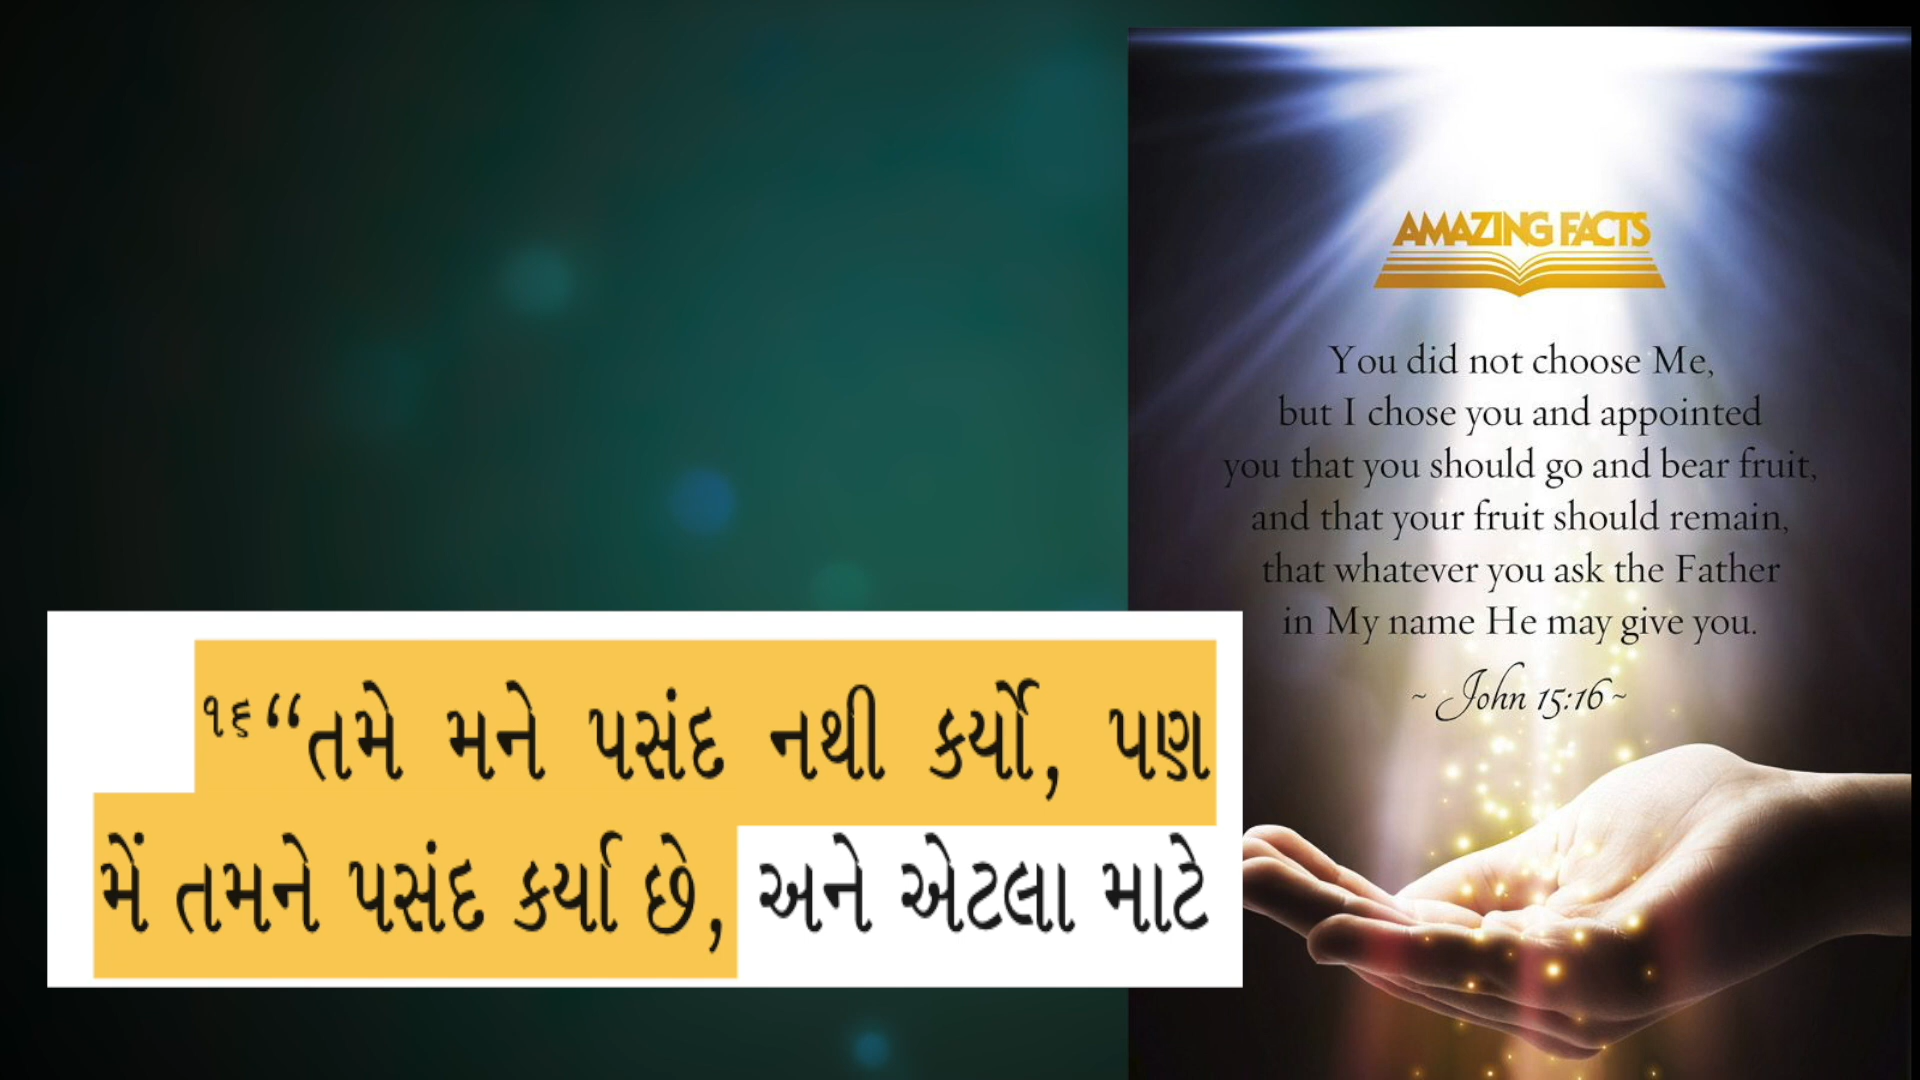 AMAZING FACTS
You did not choose Me,
but I chose you and appointed
you that you should go and bear fruit,
and that your fruit should remain,
that whatever you ask the Father
in My name He may give you.
~ John 15:16 ~
૧૬“તમે મને પસંદ નથી કર્યો, પણ
મેં તમને પસંદ કર્યા છે, અને એટલા માટે